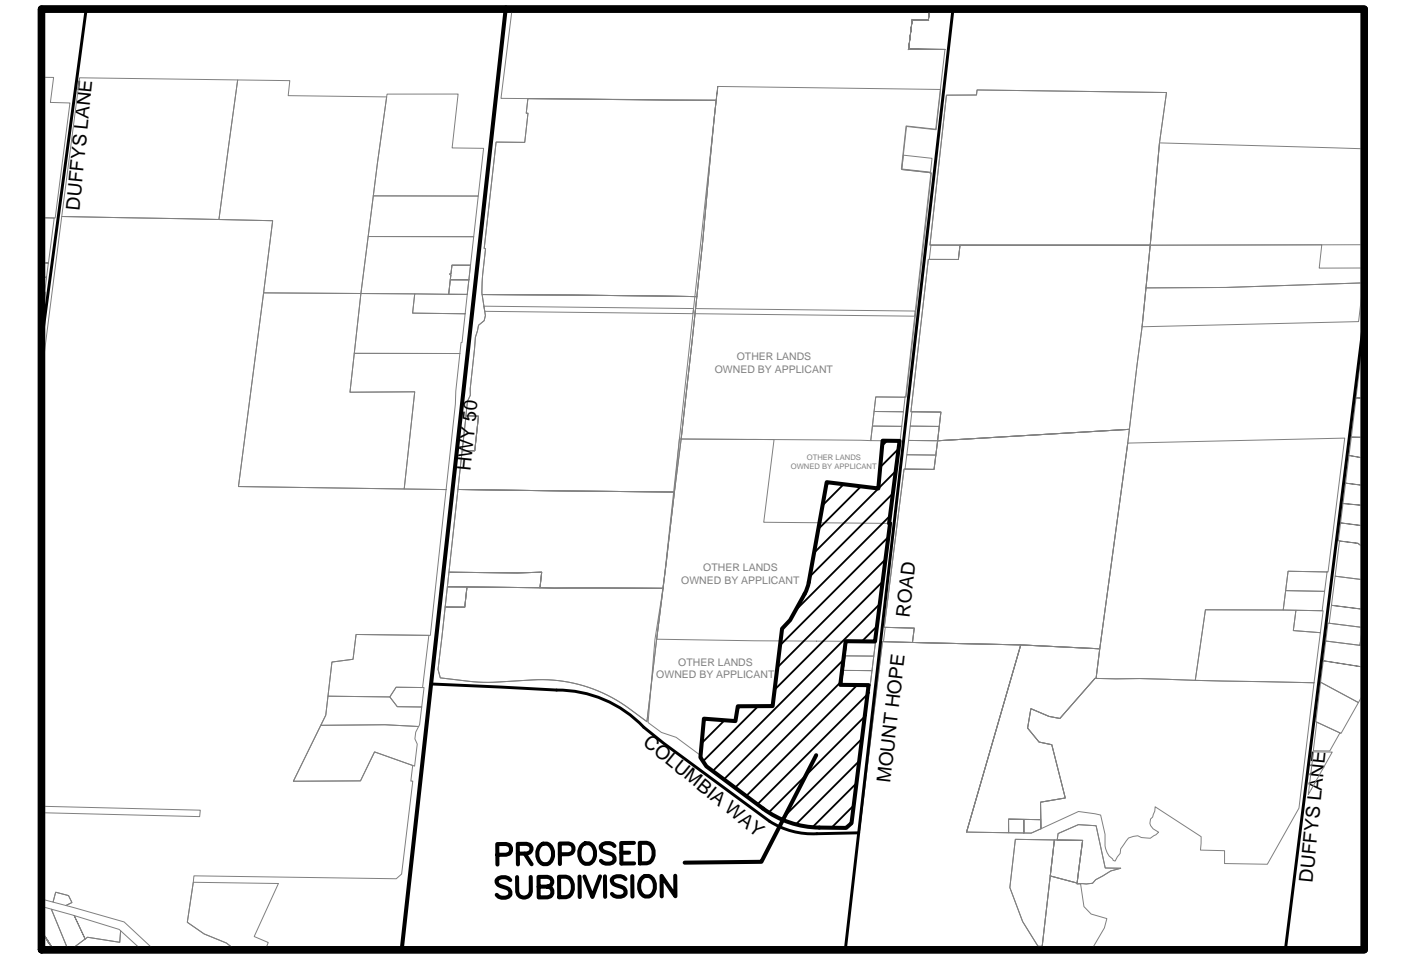 DUFFYS LANE
OTHER LANDS
OWNED BY APPLICANT
HWY 50
OTHER LANDS
OWNED BY APPLICANT
OTHER LANDS
OWNED BY APPLICANT
ROAD
MOUNT HOPE
OTHER LANDS
OWNED BY APPLICANT
COLUMBIA WAY
DUFFYS LANE
PROPOSED
SUBDIVISION